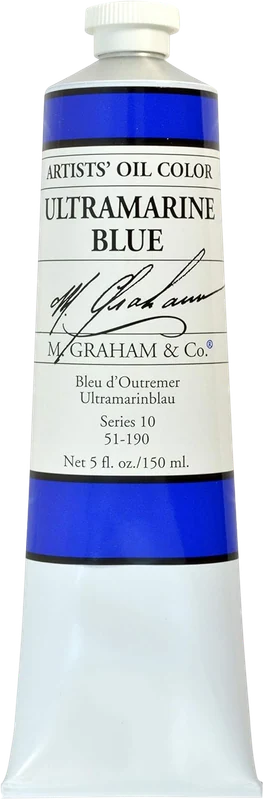 ARTISTS' OIL COLOR
ULTRAMARINE
BLUE
M. Graham
M. GRAHAM & Co.®
Bleu d'Outremer
Ultramarinblau
Series 10
51-190
Net 5 fl. oz./150 ml.